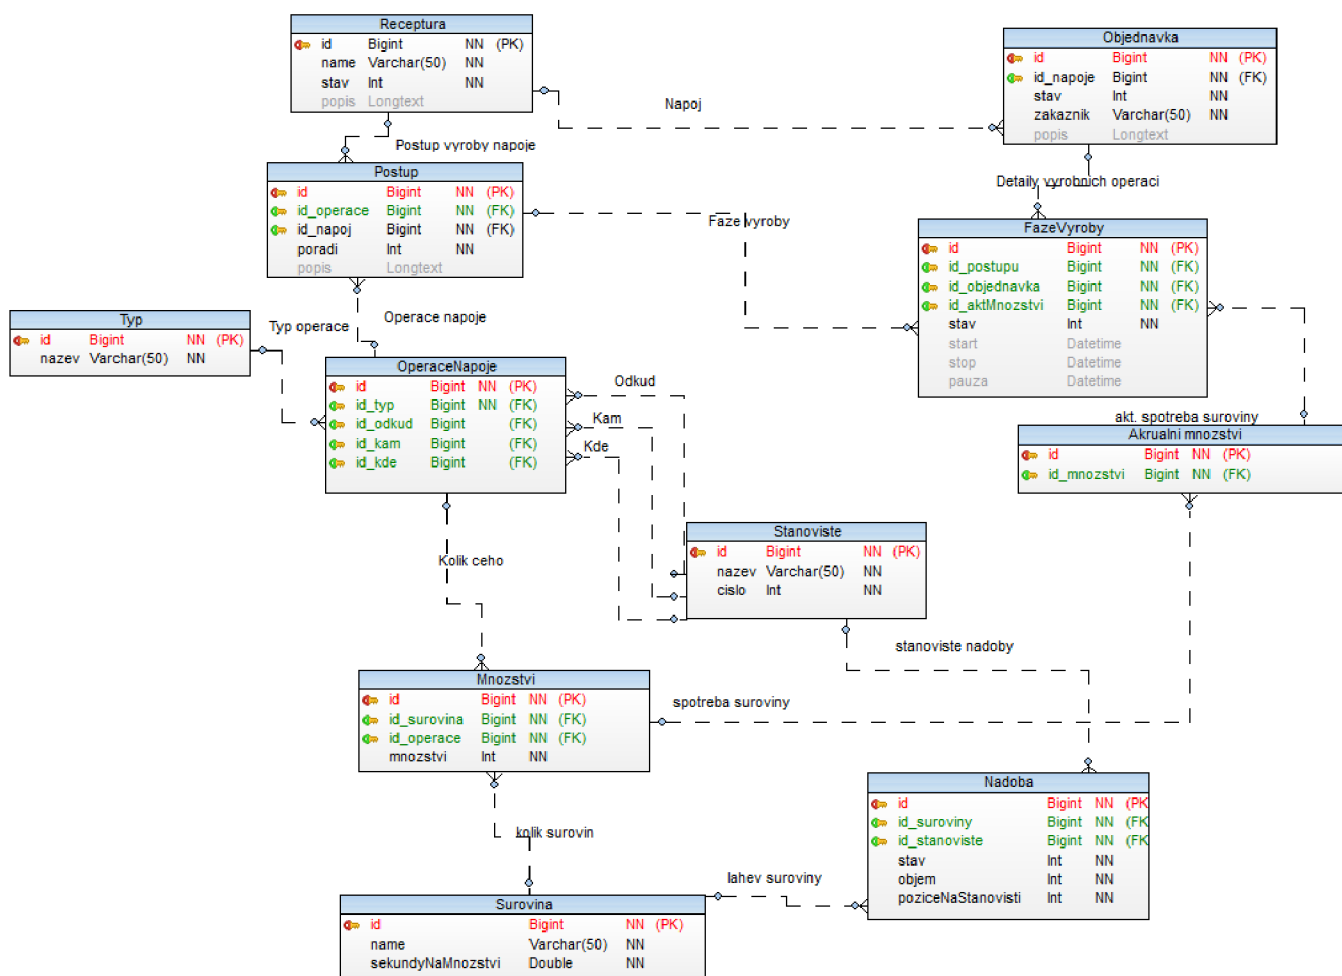 Receptura
id Bigint NN (PK)
name Varchar(50) NN
stav Int NN
popis Longtext
Objednavka
id Bigint NN (PK)
id_napoje Bigint NN (FK)
stav Int NN
zakaznik Varchar(50) NN
popis Longtext
Napoj
Postup vyroby napoje
Detaily vyrobnich operaci
Postup
id Bigint NN (PK)
id_operace Bigint NN (FK)
id_napoj Bigint NN (FK)
poradi Int NN
popis Longtext
Faze vyroby
FazeVyroby
id Bigint NN (PK)
id_postupu Bigint NN (FK)
id_objednavka Bigint NN (FK)
id_aktMnozstvi Bigint NN (FK)
stav Int NN
start Datetime
stop Datetime
pauza Datetime
Typ
id Bigint NN (PK)
nazev Varchar(50) NN
Typ operace
Operace napoje
OperaceNapoje
id Bigint NN (PK)
id_typ Bigint NN (FK)
id_odkud Bigint (FK)
id_kam Bigint (FK)
id_kde Bigint (FK)
Odkud
Kam
Kde
akt. spotreba suroviny
Akrualni mnozstvi
id Bigint NN (PK)
id_mnozstvi Bigint NN (FK)
Stanoviste
id Bigint NN (PK)
nazev Varchar(50) NN
cislo Int NN
Kolik ceho
stanoviste nadoby
Mnozstvi
id Bigint NN (PK)
id_surovina Bigint NN (FK)
id_operace Bigint NN (FK)
mnozstvi Int NN
spotreba suroviny
Nadoba
id Bigint NN (PK
id_suroviny Bigint NN (FK
id_stanoviste Bigint NN (FK
stav Int NN
objem Int NN
poziceNaStanovisti Int NN
kolik surovin
lahev suroviny
Surovina
id Bigint NN (PK)
name Varchar(50) NN
sekundyNaMnozstvi Double NN